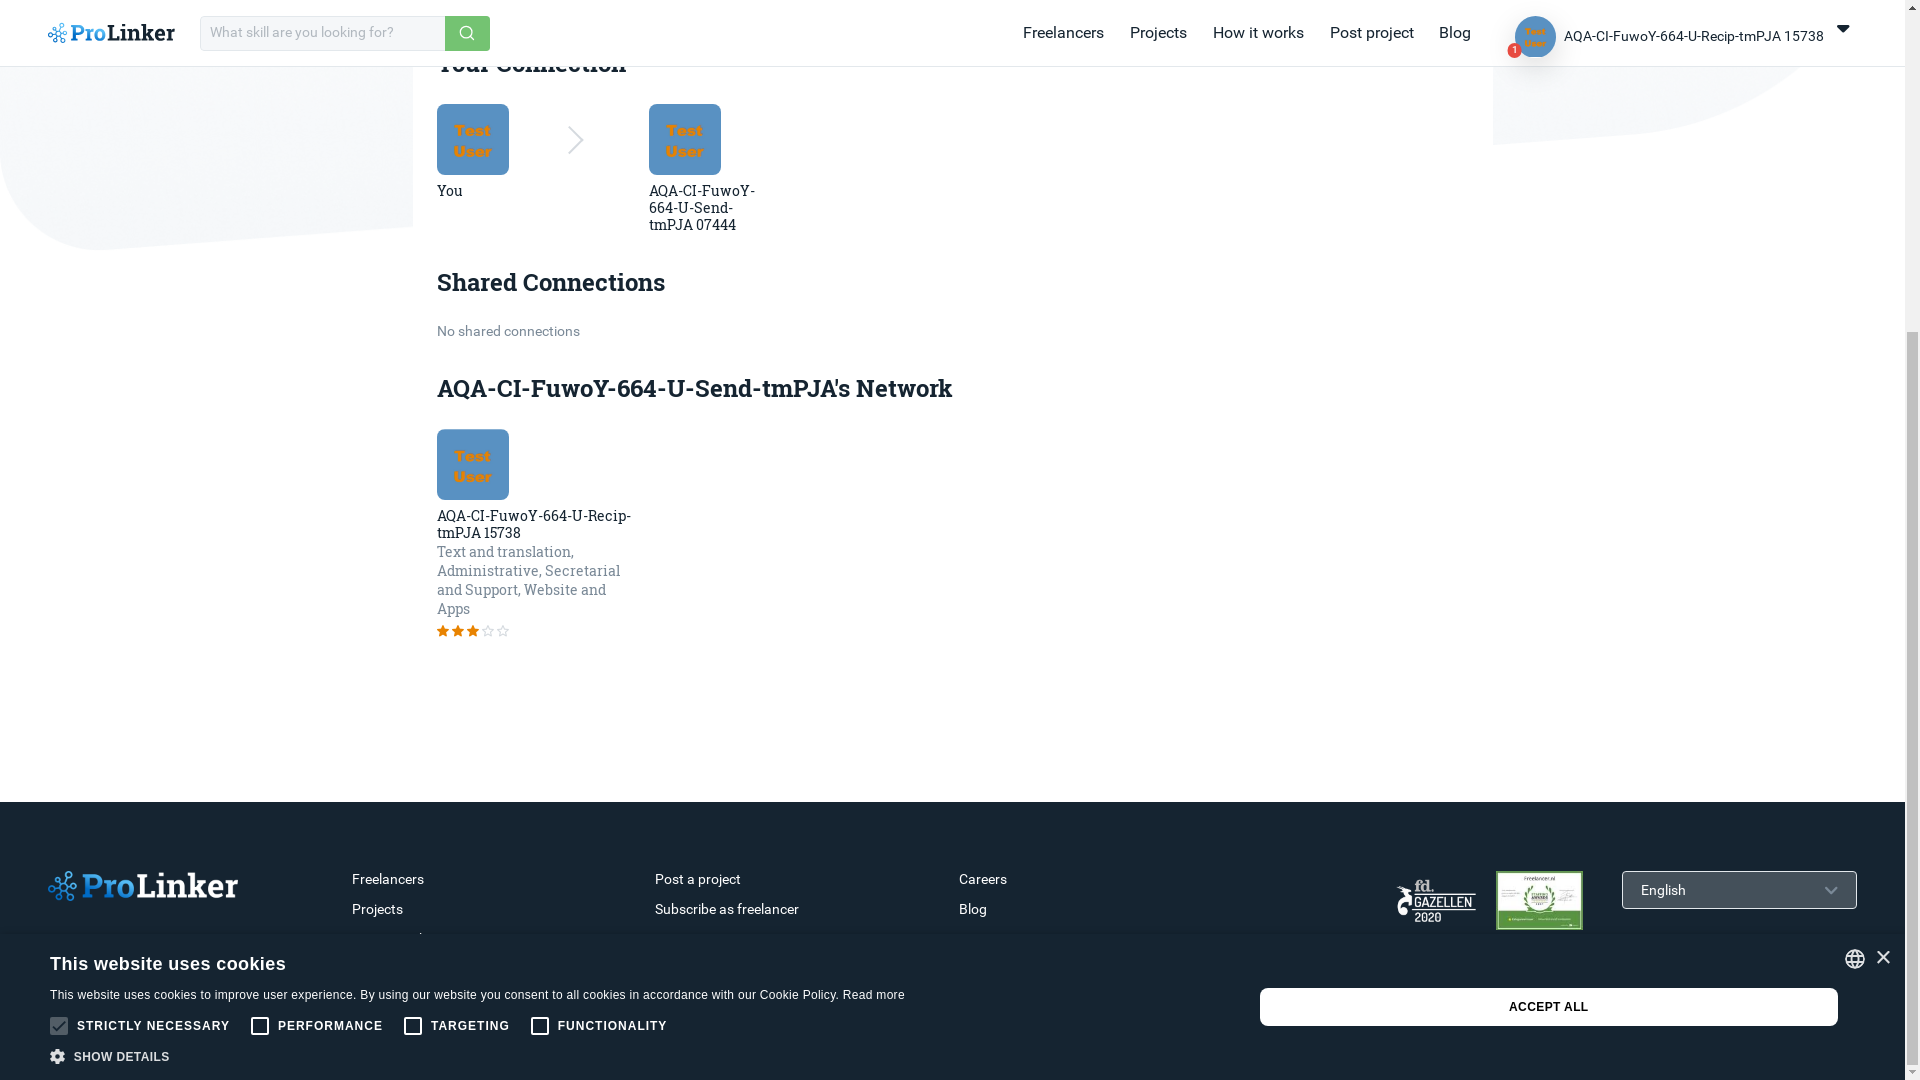 ProLinker
What skill are you looking for?
Freelancers
Projects
How it works
Post project
Blog
Test
User
1
AQA-CI-FuwoY-664-U-Recip-tmPJA 15738
Your Connection
Test
User
You
Test
User
AQA-CI-FuwoY-
664-U-Send-
tmPJA 07444
Shared Connections
No shared connections
AQA-CI-FuwoY-664-U-Send-tmPJA's Network
Test
User
AQA-CI-FuwoY-664-U-Recip-
tmPJA 15738
Text and translation,
Administrative, Secretarial
and Support, Website and
Apps
ProLinker
Freelancers
Projects
Post a project
Subscribe as freelancer
Careers
Blog
fd.
GAZELLEN
2020
Freelancer.nl
English
This website uses cookies
This website uses cookies to improve user experience. By using our website you consent to all cookies in accordance with our Cookie Policy. Read more
STRICTLY NECESSARY
PERFORMANCE
TARGETING
FUNCTIONALITY
SHOW DETAILS
ACCEPT ALL